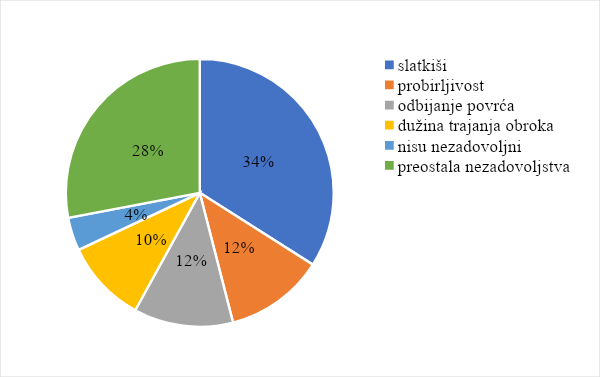 slatkiši
probirljivost
odbijanje povrća
dužina trajanja obroka
nisu nezadovoljni
preostala nezadovoljstva
34%
12%
12%
10%
4%
28%